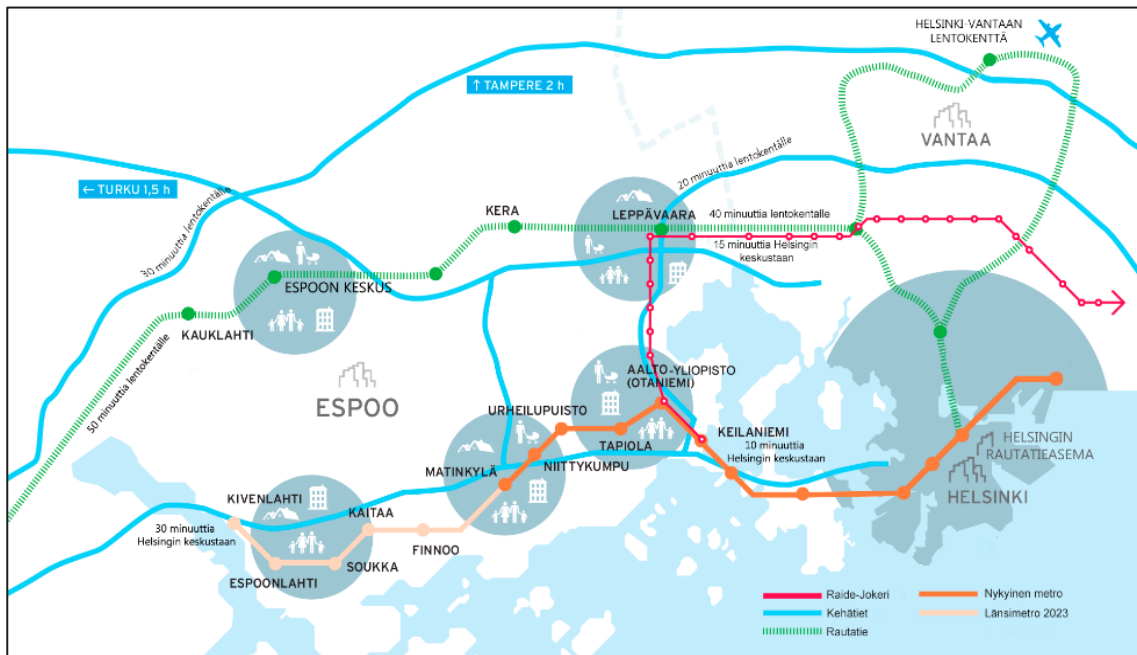 HELSINKI-VANTAAN
LENTOKENTTÄ
↑ TAMPERE 2 h
VANTAA
← TURKU 1,5 h
20 minuuttia lentokentälle
KERA
LEPPÄVAARA
40 minuuttia lentokentalle
15 minuuttia Helsingin
keskustaan
30 minuuttia lentokentälle
ESPOON KESKUS
KAUKLAHTI
50 minuuttia lentokentälle
ESPOO
AALTO-YLIOPISTO
(OTANIEMI)
URHEILUPUISTO
KEILANIEMI
TAPIOLA
10 minuuttia
Helsingin keskustaan
HELSINGIN
RAUTATIEASEMA
MATINKYLÄ
NIITTYKUMPU
HELSINKI
KIVENLAHTI
KAITAA
30 minuuttia
Helsingin keskustaan
FINNOO
SOUKKA
ESPOONLAHTI
Raide-Jokeri
Nykyinen metro
Kehätiet
Länsimetro 2023
Rautatie